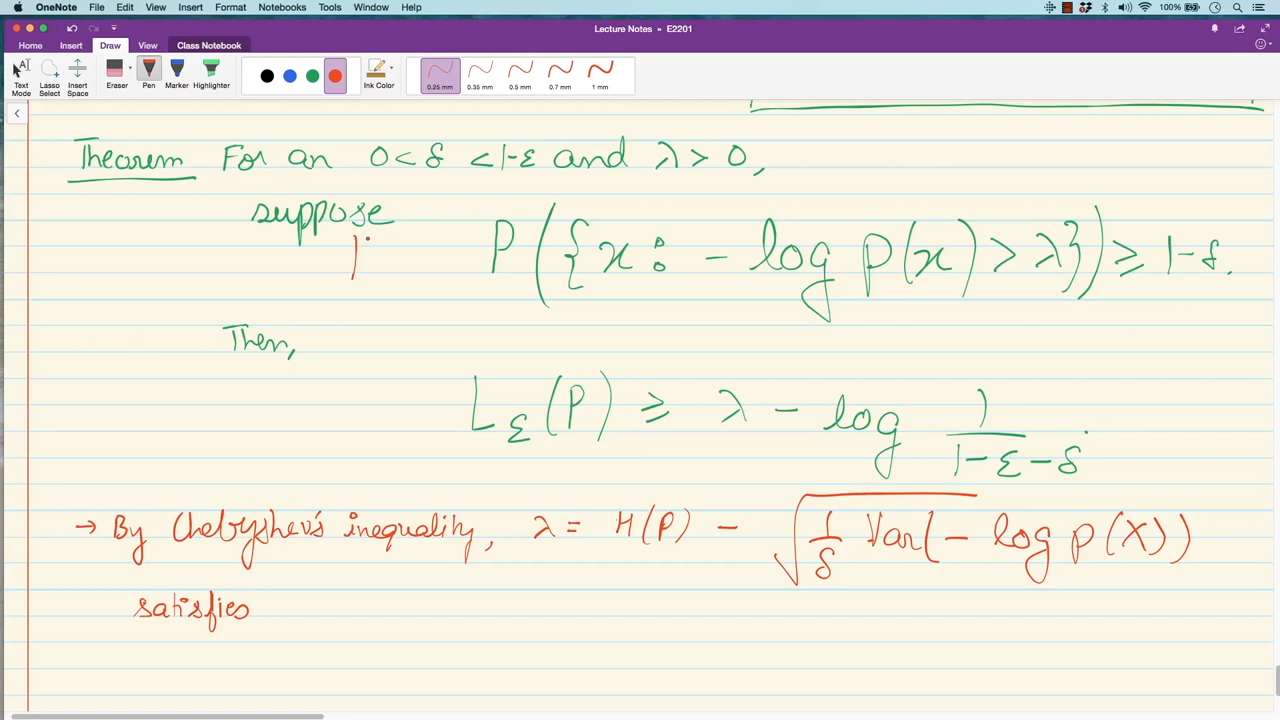 OneNote File Edit View Insert Format Notebooks Tools Window Help 100%
Lecture Notes » E2201
Home Insert Draw View Class Notebook
Text Mode Lasso Select Insert Space Eraser Pen Marker Highlighter Ink Color 0.25 mm 0.35 mm 0.5 mm 0.7 mm 1 mm
Theorem For an 0 < δ < 1-ε and λ > 0,
suppose
P({x : - log p(x) > λ}) ≥ 1-δ.
Then,
L_ε(P) ≥ λ - log 1/(1-ε-δ).
→ By Chebyshev's inequality, λ = H(P) - √(1/δ Var(- log p(X))
satisfies